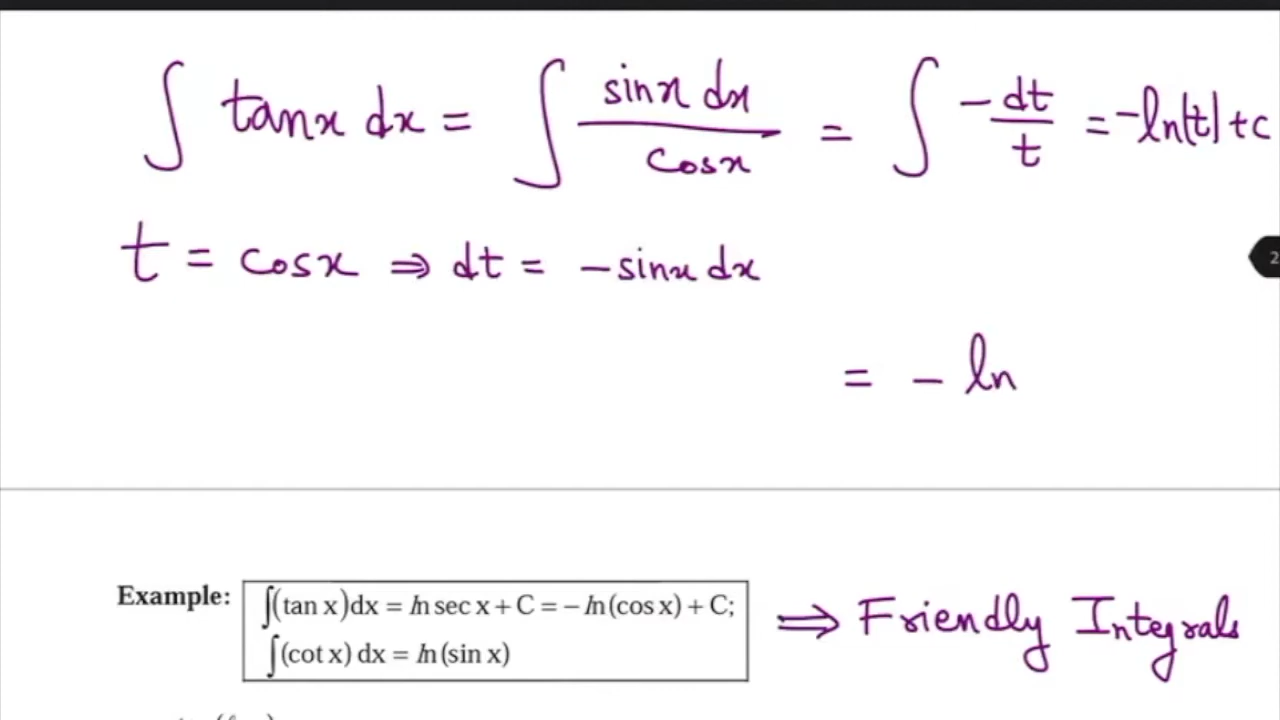 ∫ tanx dx = ∫ sinx dx / cosx = ∫ -dt/t = -ln|t| + c
t = cosx ⇒ dt = -sinx dx
2
= - ln
Example: ∫(tan x)dx = ln sec x + C = − ln(cos x) + C; ⇒ Friendly Integrals
∫(cot x) dx = ln(sin x)